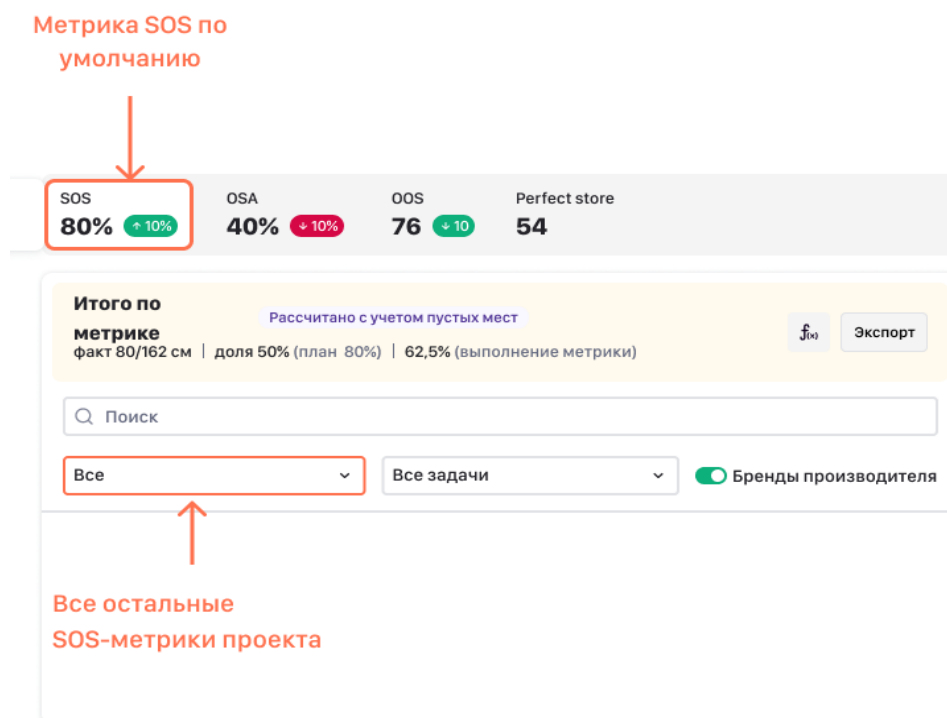 Метрика SOS по
умолчанию
SOS
80% ↑ 10%
OSA
40% ↓ 10%
OOS
76 ↓ 10
Perfect store
54
Итого по
метрике
Рассчитано с учетом пустых мест
факт 80/162 см | доля 50% (план 80%) | 62,5% (выполнение метрики)
f(x)
Экспорт
Поиск
Все
Все задачи
Бренды производителя
Все остальные
SOS-метрики проекта